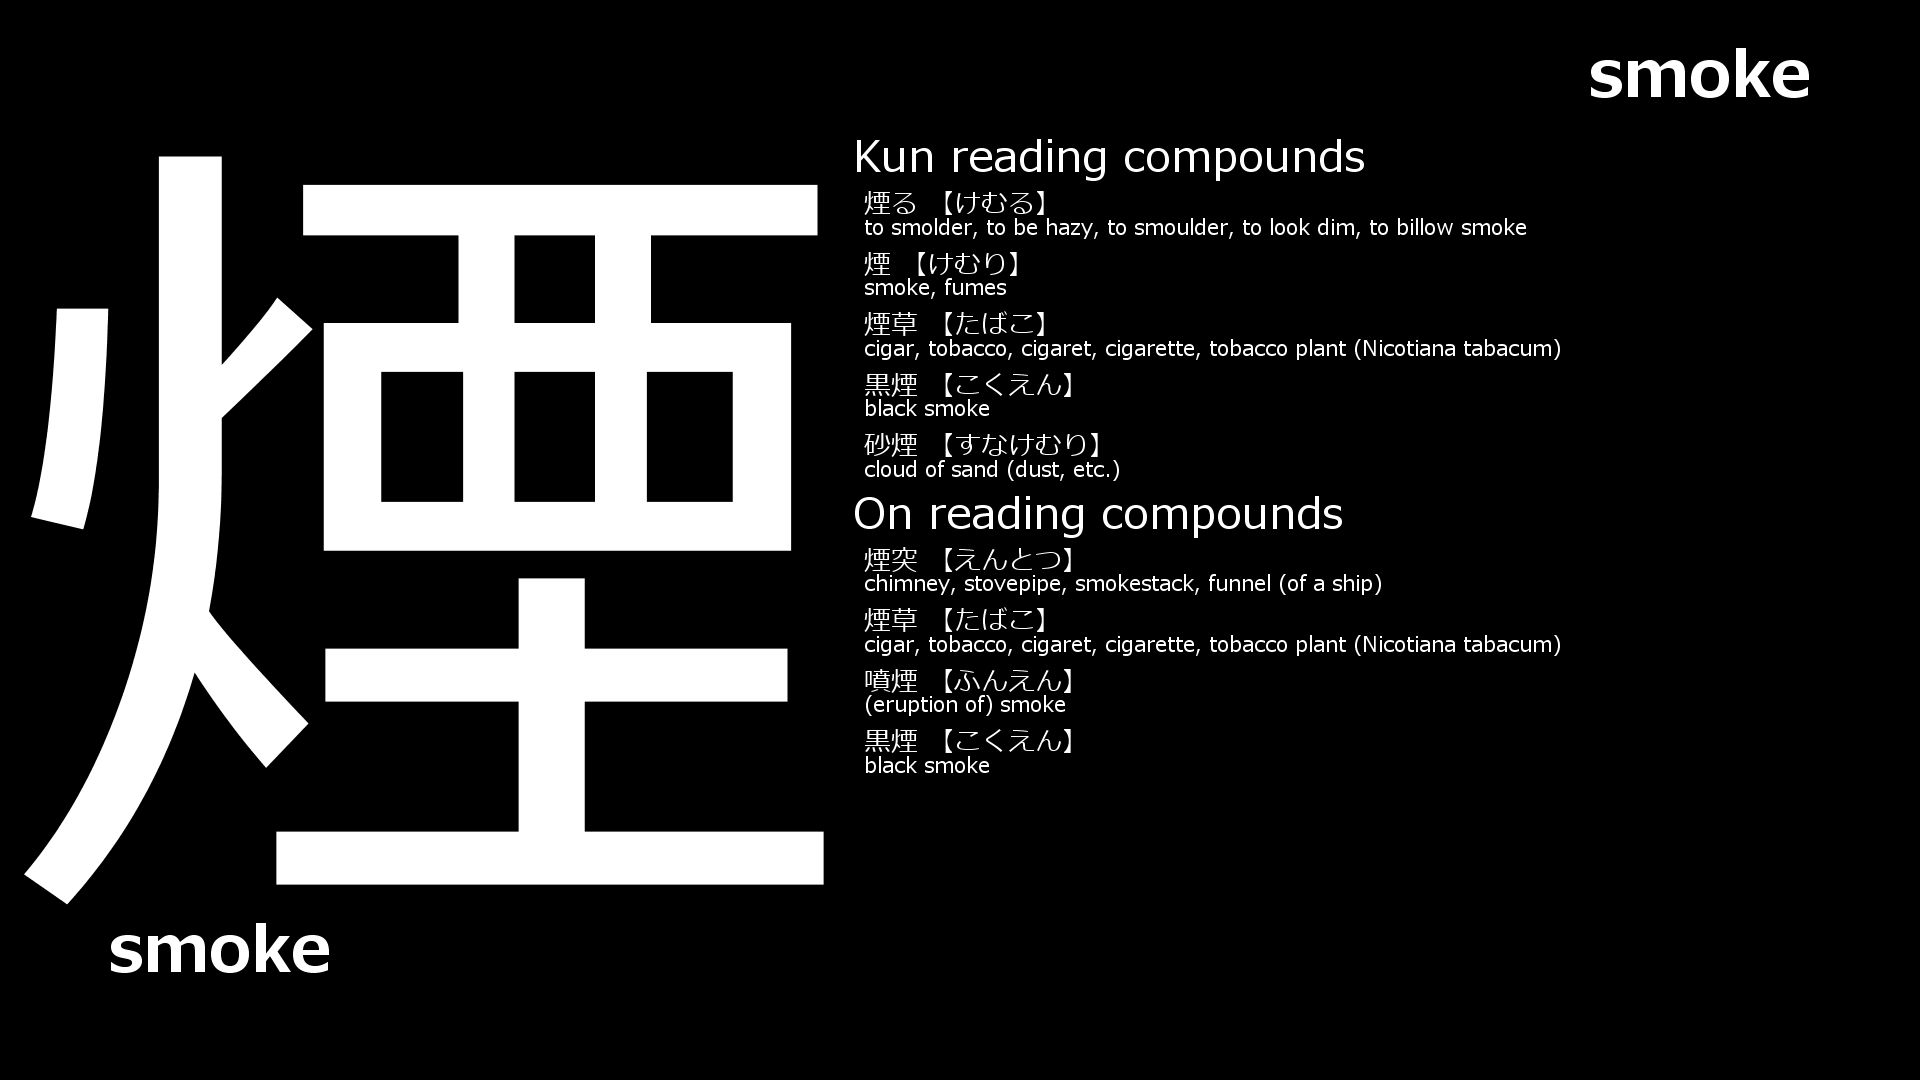 smoke
煙
Kun reading compounds
煙る 【けむる】
to smolder, to be hazy, to smoulder, to look dim, to billow smoke
煙 【けむり】
smoke, fumes
煙草 【たばこ】
cigar, tobacco, cigaret, cigarette, tobacco plant (Nicotiana tabacum)
黒煙 【こくえん】
black smoke
砂煙 【すなけむり】
cloud of sand (dust, etc.)
On reading compounds
煙突 【えんとつ】
chimney, stovepipe, smokestack, funnel (of a ship)
煙草 【たばこ】
cigar, tobacco, cigaret, cigarette, tobacco plant (Nicotiana tabacum)
噴煙 【ふんえん】
(eruption of) smoke
黒煙 【こくえん】
black smoke
smoke